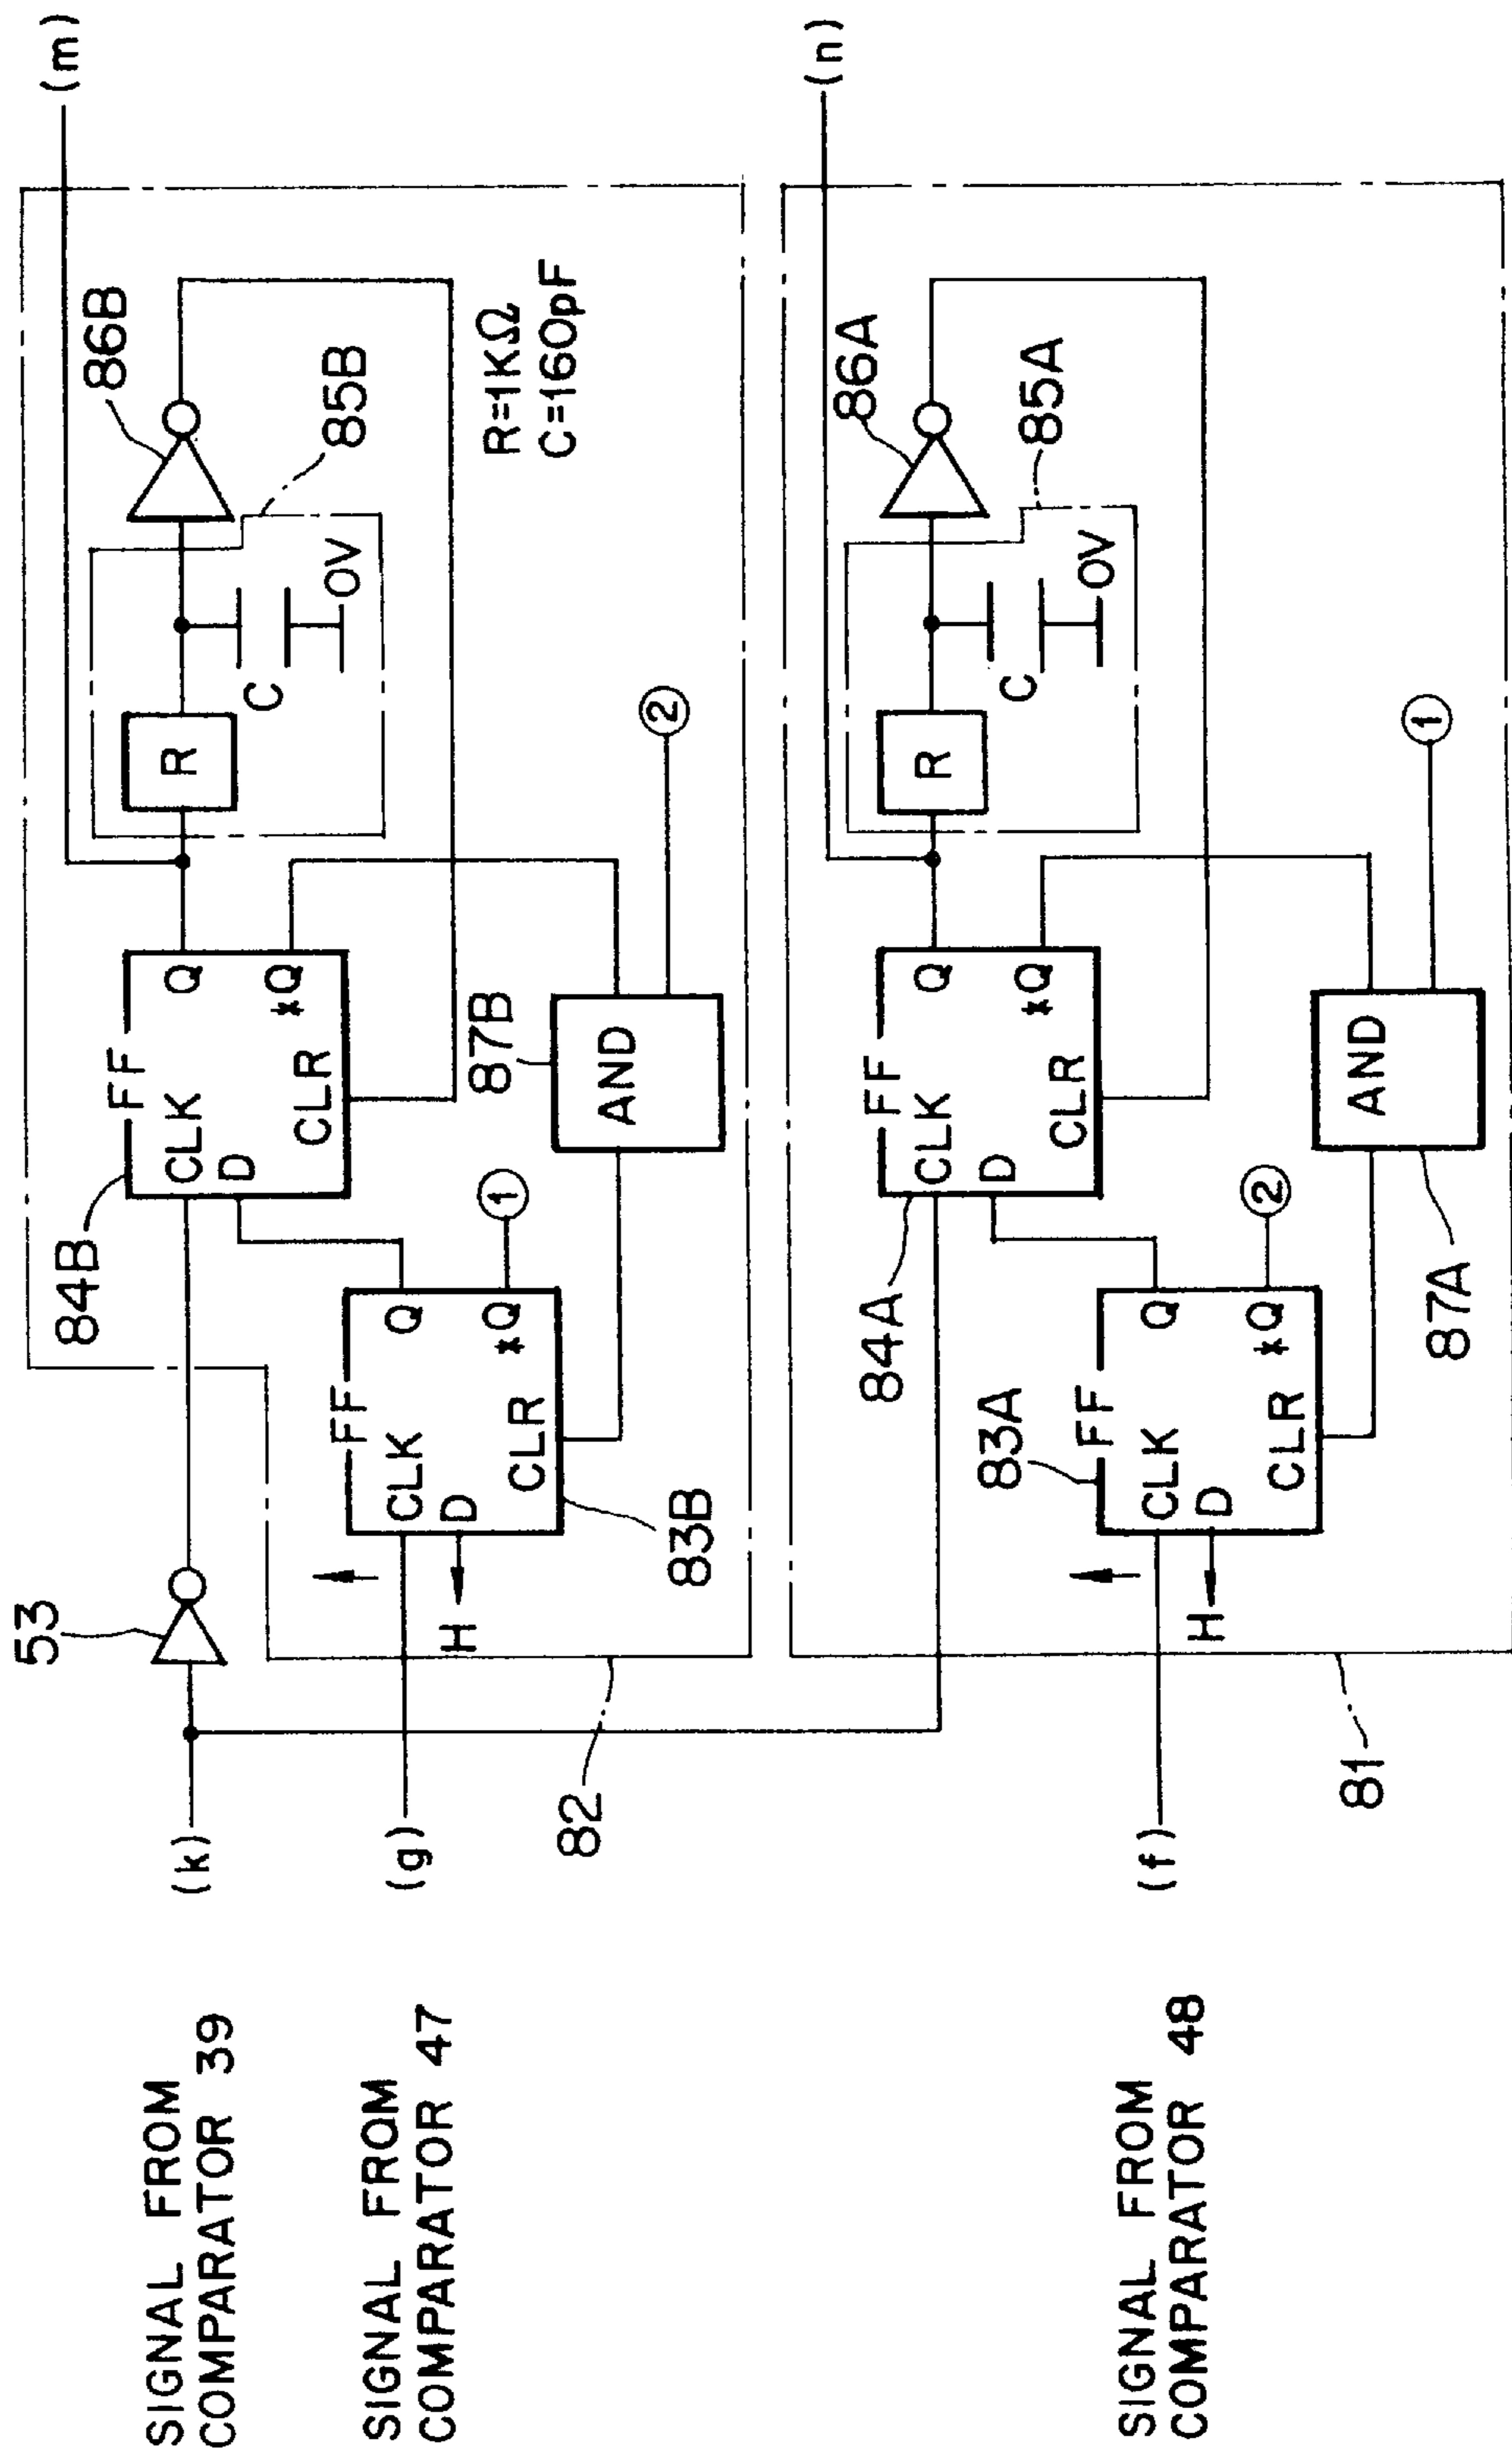 SIGNAL FROM
COMPARATOR 39
(k)
53
84B
FF
CLK
D
Q
*Q
CLR
R
C
0V
85B
86B
(m)
SIGNAL FROM
COMPARATOR 47
(g)
H
FF
CLK
D
Q
*Q
CLR
83B
1
87B
AND
2
R=1KΩ
C=160pF
82
84A
FF
CLK
D
Q
*Q
CLR
R
C
0V
85A
86A
(n)
SIGNAL FROM
COMPARATOR 48
(f)
H
83A
FF
CLK
D
Q
*Q
CLR
2
AND
87A
1
81